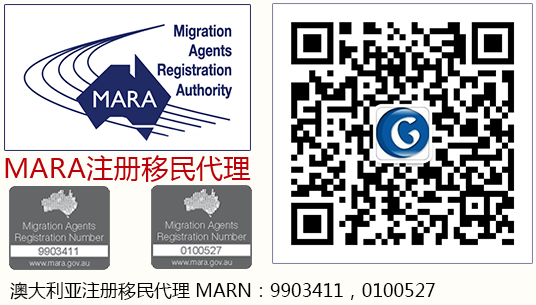 Migration
Agents
Registration
Authority
MARA
MARA注册移民代理
Migration Agents
Registration Number
9903411
www.mara.gov.au
Migration Agents
Registration Number
0100527
www.mara.gov.au
G
澳大利亚注册移民代理 MARN：9903411，0100527